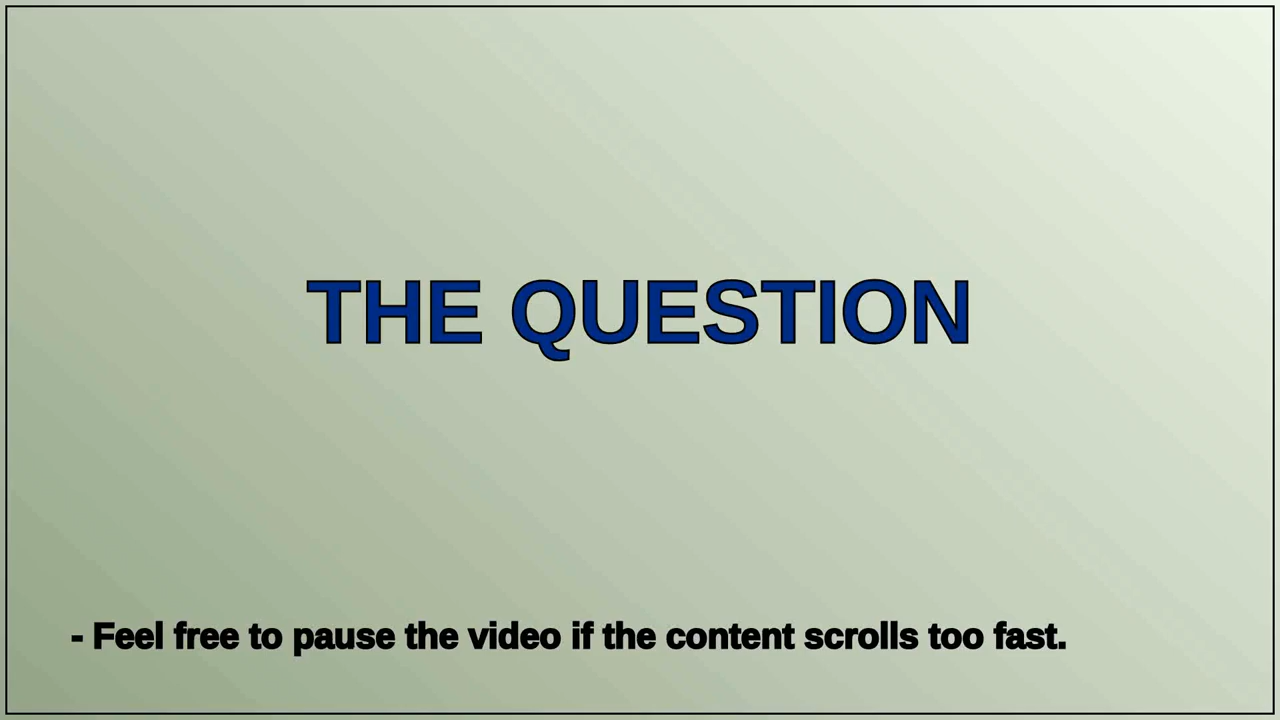 THE QUESTION
- Feel free to pause the video if the content scrolls too fast.